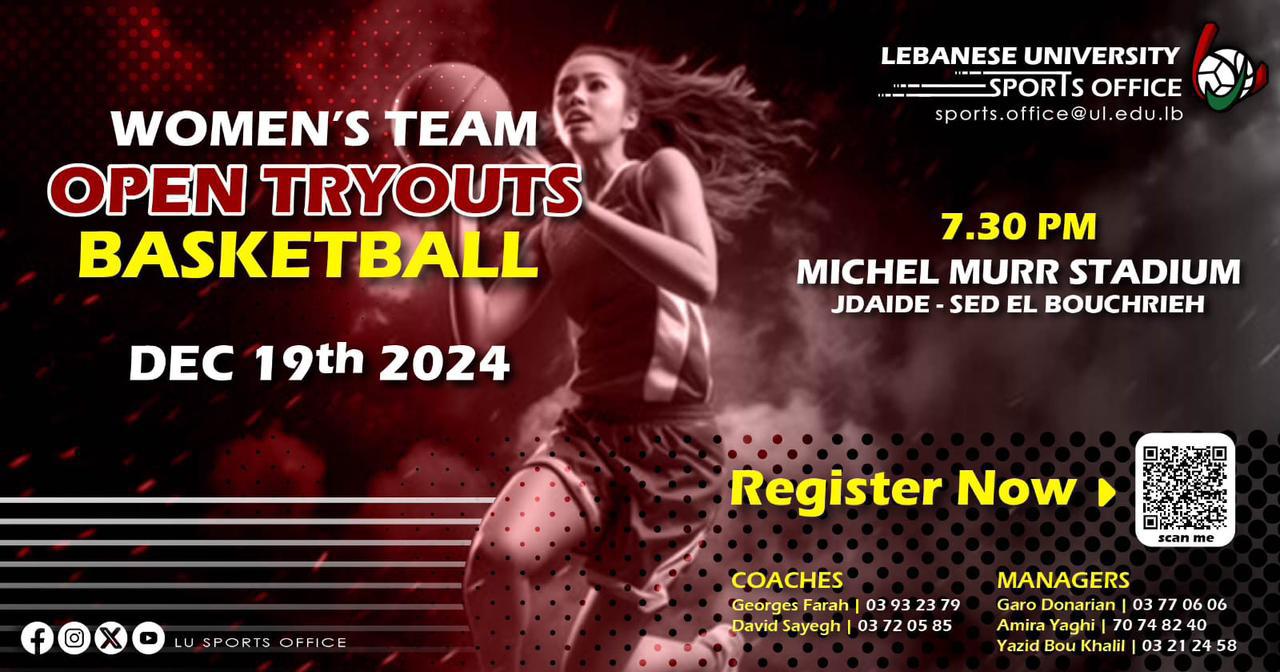 WOMEN'S TEAM
OPEN TRYOUTS
BASKETBALL
DEC 19th 2024
LEBANESE UNIVERSITY
SPORTS OFFICE
sports.office@ul.edu.lb
7.30 PM
MICHEL MURR STADIUM
JDAIDE - SED EL BOUCHRIEH
Register Now
scan me
COACHES
Georges Farah | 03 93 23 79
David Sayegh | 03 72 05 85
MANAGERS
Garo Donarian | 03 77 06 06
Amira Yaghi | 70 74 82 40
Yazid Bou Khalil | 03 21 24 58
LU SPORTS OFFICE